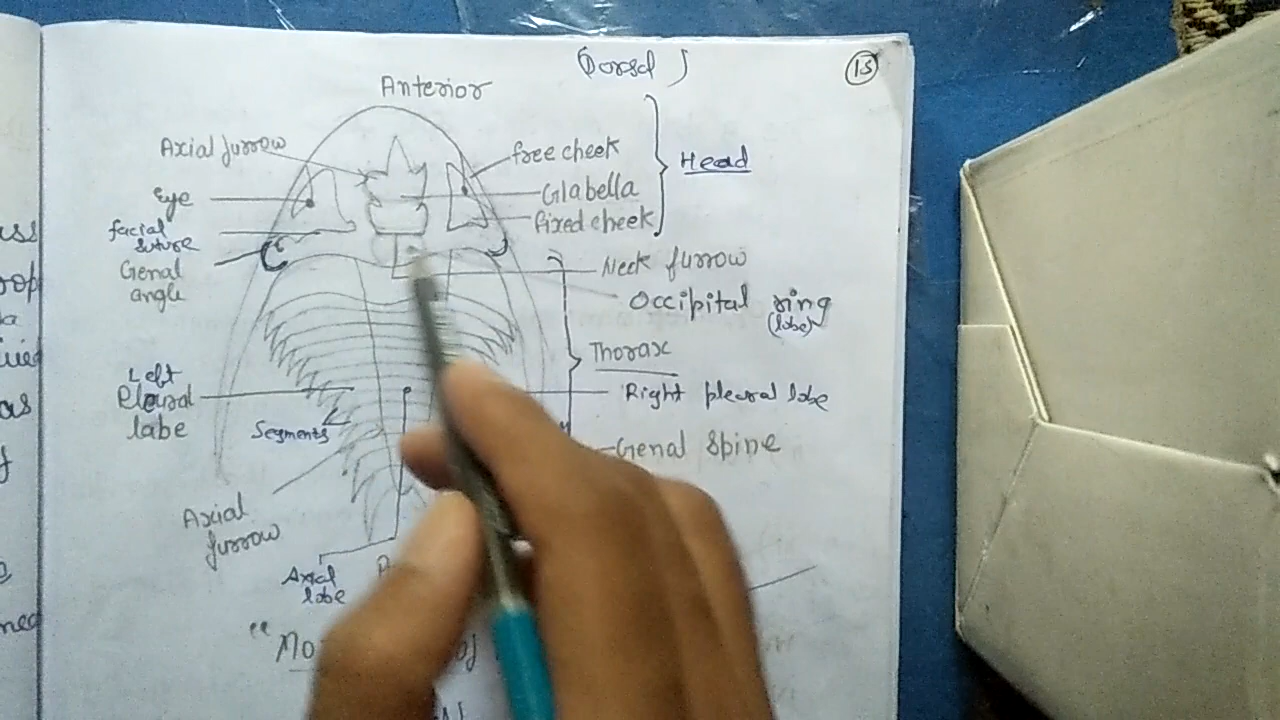 (Dorsal)
15
Anterior
Axial furrow
free cheek
Head
Eye
Glabella
facial
suture
fixed cheek
Genal
angle
Neck furrow
Occipital ring
(lobe)
Thorax
Left
Pleural
labe
Right pleural lobe
Segments
Genal Spine
Axial
furrow
Axial
lobe